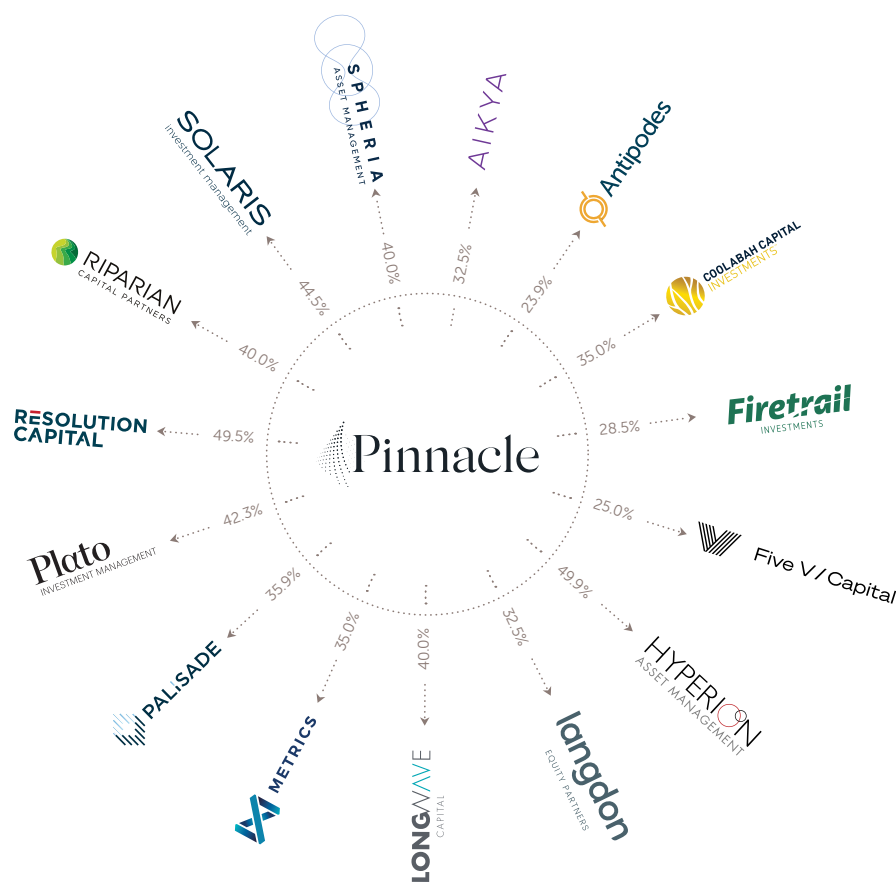 Pinnacle
SPHERIA
ASSET MANAGEMENT
40.0%
AIKYA
32.5%
Antipodes
23.9%
COOLABAH CAPITAL
INVESTMENTS
35.0%
Firetrail
INVESTMENTS
28.5%
Five V / Capital
25.0%
HYPERION
ASSET MANAGEMENT
49.9%
langdon
EQUITY PARTNERS
32.5%
LONGWAVE
CAPITAL
40.0%
METRICS
35.0%
PALISADE
35.9%
Plato
INVESTMENT MANAGEMENT
42.3%
RESOLUTION
CAPITAL
49.5%
RIPARIAN
CAPITAL PARTNERS
40.0%
SOLARIS
investment management
44.5%